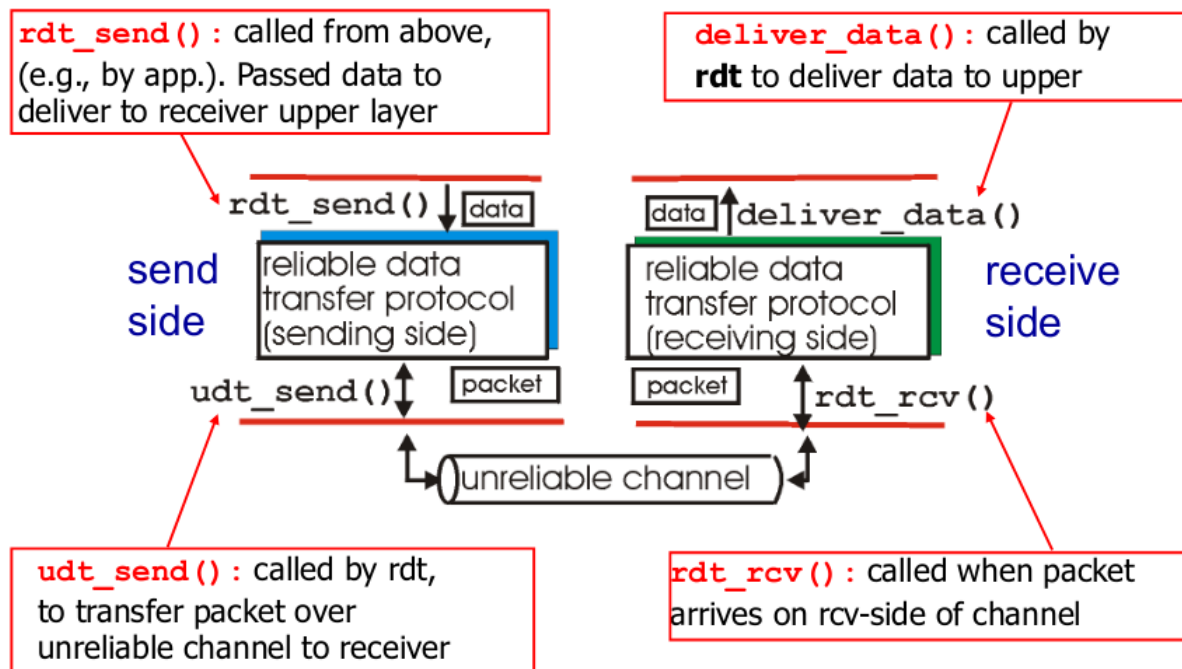 rdt_send(): called from above,
(e.g., by app.). Passed data to
deliver to receiver upper layer
deliver_data(): called by
rdt to deliver data to upper
rdt_send()
data
data
deliver_data()
send
side
reliable data
transfer protocol
(sending side)
reliable data
transfer protocol
(receiving side)
receive
side
udt_send()
packet
packet
rdt_rcv()
unreliable channel
udt_send(): called by rdt,
to transfer packet over
unreliable channel to receiver
rdt_rcv(): called when packet
arrives on rcv-side of channel